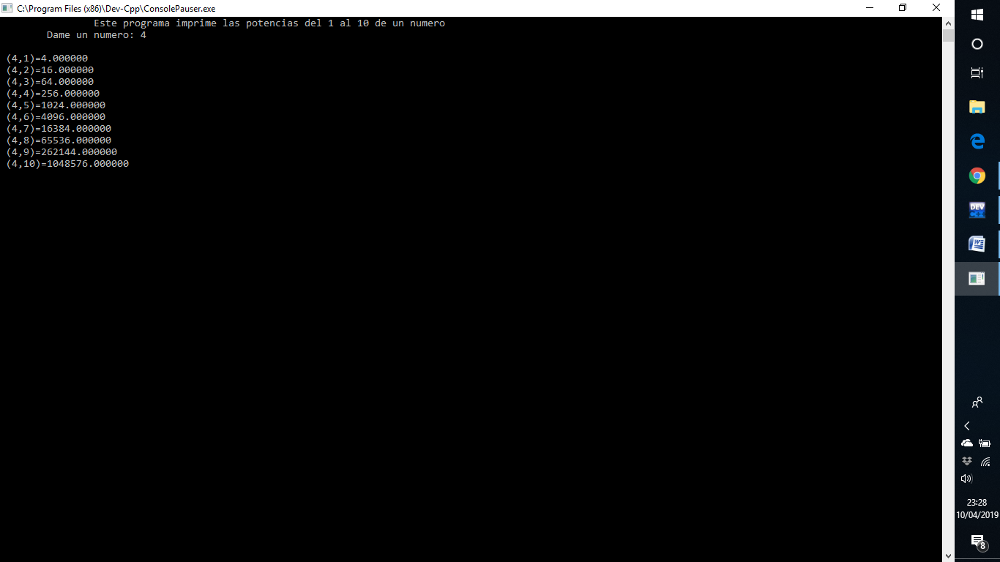 C:\Program Files (x86)\Dev-Cpp\ConsolePauser.exe
Este programa imprime las potencias del 1 al 10 de un numero
Dame un numero: 4
(4,1)=4.000000
(4,2)=16.000000
(4,3)=64.000000
(4,4)=256.000000
(4,5)=1024.000000
(4,6)=4096.000000
(4,7)=16384.000000
(4,8)=65536.000000
(4,9)=262144.000000
(4,10)=1048576.000000
DEV
W
23:28
10/04/2019
8